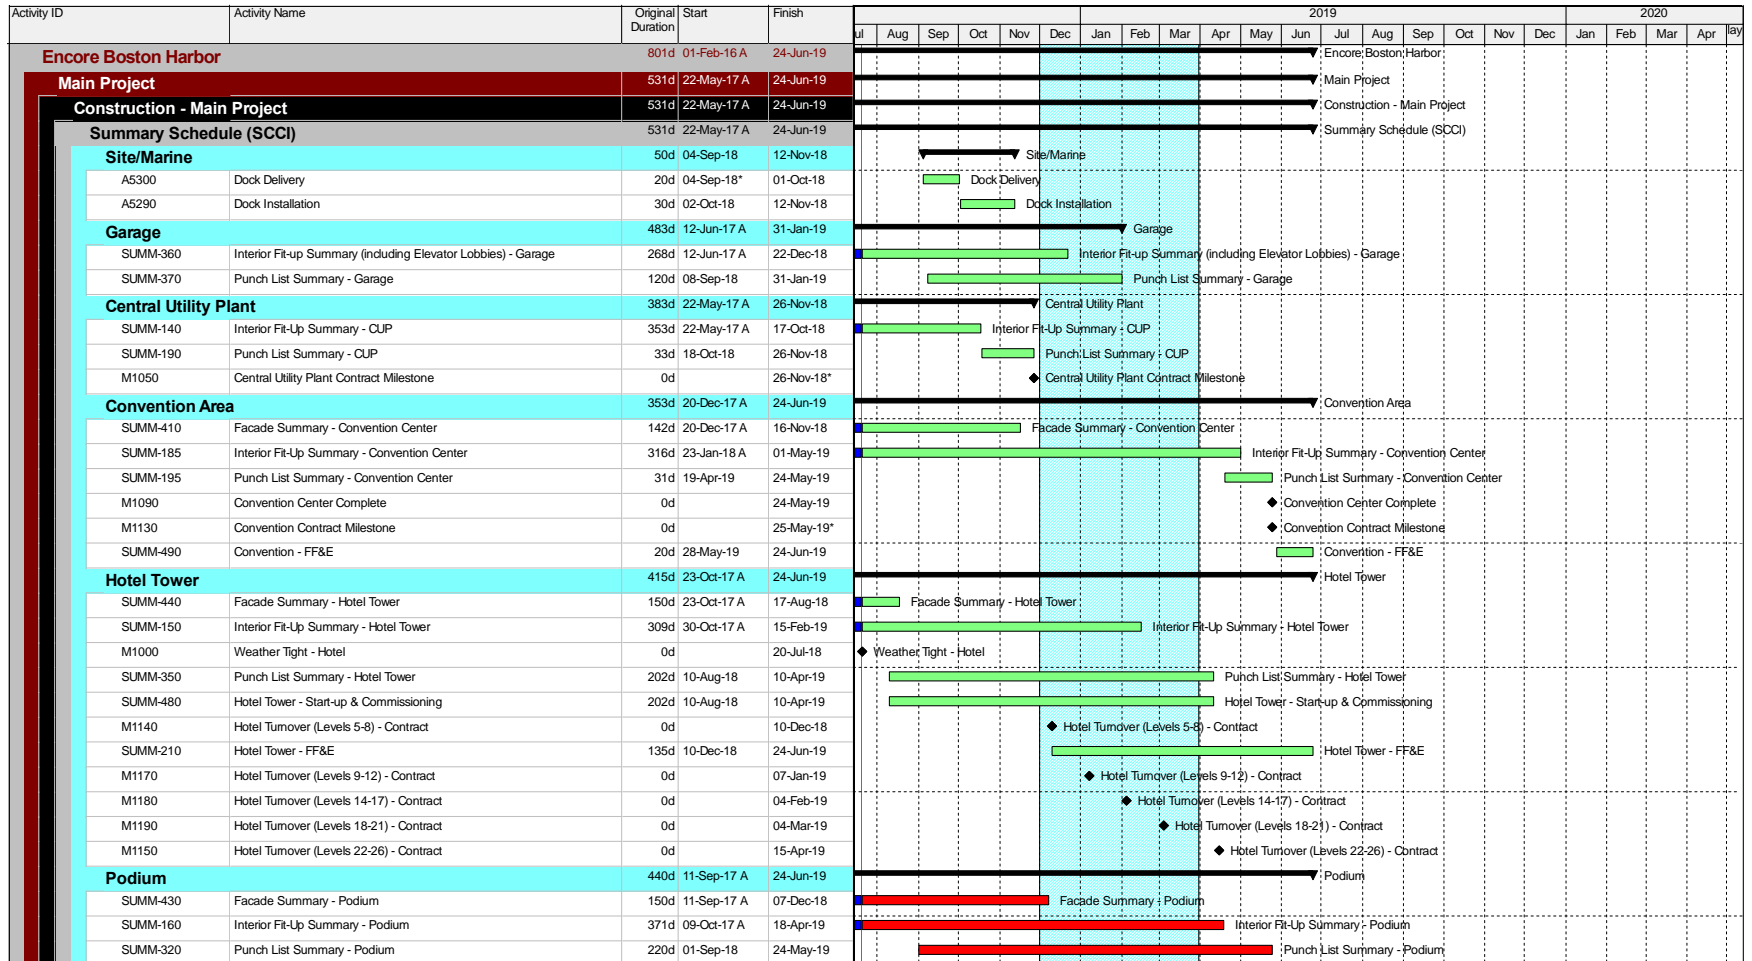 Activity ID Activity Name Original Duration Start Finish 2019 2020
ul Aug Sep Oct Nov Dec Jan Feb Mar Apr May Jun Jul Aug Sep Oct Nov Dec Jan Feb Mar Apr lay
Encore Boston Harbor 801d 01-Feb-16 A 24-Jun-19 Encore Boston Harbor
Main Project 531d 22-May-17 A 24-Jun-19 Main Project
Construction - Main Project 531d 22-May-17 A 24-Jun-19 Construction - Main Project
Summary Schedule (SCCI) 531d 22-May-17 A 24-Jun-19 Summary Schedule (SCCI)
Site/Marine 50d 04-Sep-18 12-Nov-18 Site/Marine
A5300 Dock Delivery 20d 04-Sep-18* 01-Oct-18 Dock Delivery
A5290 Dock Installation 30d 02-Oct-18 12-Nov-18 Dock Installation
Garage 483d 12-Jun-17 A 31-Jan-19 Garage
SUMM-360 Interior Fit-up Summary (including Elevator Lobbies) - Garage 268d 12-Jun-17 A 22-Dec-18 Interior Fit-up Summary (including Elevator Lobbies) - Garage
SUMM-370 Punch List Summary - Garage 120d 08-Sep-18 31-Jan-19 Punch List Summary - Garage
Central Utility Plant 383d 22-May-17 A 26-Nov-18 Central Utility Plant
SUMM-140 Interior Fit-Up Summary - CUP 353d 22-May-17 A 17-Oct-18 Interior Fit-Up Summary - CUP
SUMM-190 Punch List Summary - CUP 33d 18-Oct-18 26-Nov-18 Punch List Summary - CUP
M1050 Central Utility Plant Contract Milestone 0d 26-Nov-18* Central Utility Plant Contract Milestone
Convention Area 353d 20-Dec-17 A 24-Jun-19 Convention Area
SUMM-410 Facade Summary - Convention Center 142d 20-Dec-17 A 16-Nov-18 Facade Summary - Convention Center
SUMM-185 Interior Fit-Up Summary - Convention Center 316d 23-Jan-18 A 01-May-19 Interior Fit-Up Summary - Convention Center
SUMM-195 Punch List Summary - Convention Center 31d 19-Apr-19 24-May-19 Punch List Summary - Convention Center
M1090 Convention Center Complete 0d 24-May-19 Convention Center Complete
M1130 Convention Contract Milestone 0d 25-May-19* Convention Contract Milestone
SUMM-490 Convention - FF&E 20d 28-May-19 24-Jun-19 Convention - FF&E
Hotel Tower 415d 23-Oct-17 A 24-Jun-19 Hotel Tower
SUMM-440 Facade Summary - Hotel Tower 150d 23-Oct-17 A 17-Aug-18 Facade Summary - Hotel Tower
SUMM-150 Interior Fit-Up Summary - Hotel Tower 309d 30-Oct-17 A 15-Feb-19 Interior Fit-Up Summary - Hotel Tower
M1000 Weather Tight - Hotel 0d 20-Jul-18 Weather Tight - Hotel
SUMM-350 Punch List Summary - Hotel Tower 202d 10-Aug-18 10-Apr-19 Punch List Summary - Hotel Tower
SUMM-480 Hotel Tower - Start-up & Commissioning 202d 10-Aug-18 10-Apr-19 Hotel Tower - Start-up & Commissioning
M1140 Hotel Turnover (Levels 5-8) - Contract 0d 10-Dec-18 Hotel Turnover (Levels 5-8) - Contract
SUMM-210 Hotel Tower - FF&E 135d 10-Dec-18 24-Jun-19 Hotel Tower - FF&E
M1170 Hotel Turnover (Levels 9-12) - Contract 0d 07-Jan-19 Hotel Turnover (Levels 9-12) - Contract
M1180 Hotel Turnover (Levels 14-17) - Contract 0d 04-Feb-19 Hotel Turnover (Levels 14-17) - Contract
M1190 Hotel Turnover (Levels 18-21) - Contract 0d 04-Mar-19 Hotel Turnover (Levels 18-21) - Contract
M1150 Hotel Turnover (Levels 22-26) - Contract 0d 15-Apr-19 Hotel Turnover (Levels 22-26) - Contract
Podium 440d 11-Sep-17 A 24-Jun-19 Podium
SUMM-430 Facade Summary - Podium 150d 11-Sep-17 A 07-Dec-18 Facade Summary - Podium
SUMM-160 Interior Fit-Up Summary - Podium 371d 09-Oct-17 A 18-Apr-19 Interior Fit-Up Summary - Podium
SUMM-320 Punch List Summary - Podium 220d 01-Sep-18 24-May-19 Punch List Summary - Podium